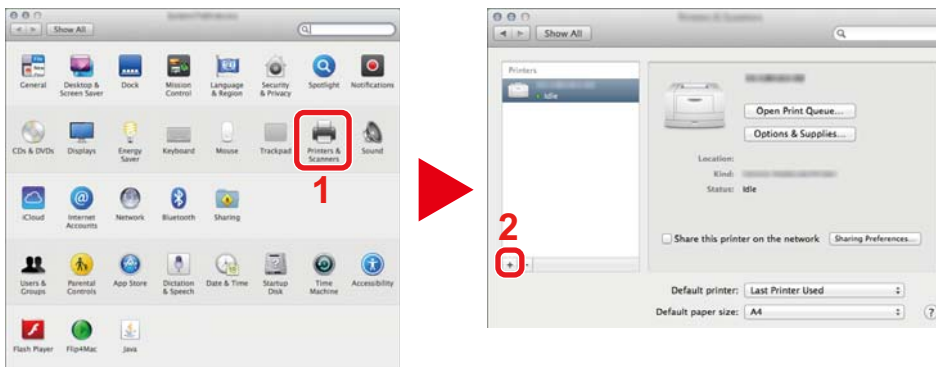 Show All
General
Desktop &
Screen Saver
Dock
Mission
Control
Language
& Region
Security
& Privacy
Spotlight
Notifications
CDs & DVDs
Displays
Energy
Saver
Keyboard
Mouse
Trackpad
Printers &
Scanners
Sound
1
iCloud
Internet
Accounts
Network
Bluetooth
Sharing
Users &
Groups
Parental
Controls
App Store
Dictation
& Speech
Date & Time
Startup
Disk
Time
Machine
Accessibility
Flash Player
Flip4Mac
Java
Show All
Printers
Idle
Open Print Queue...
Options & Supplies...
Location:
Kind:
Status: Idle
2
+ -
Share this printer on the network Sharing Preferences...
Default printer: Last Printer Used
Default paper size: A4
?